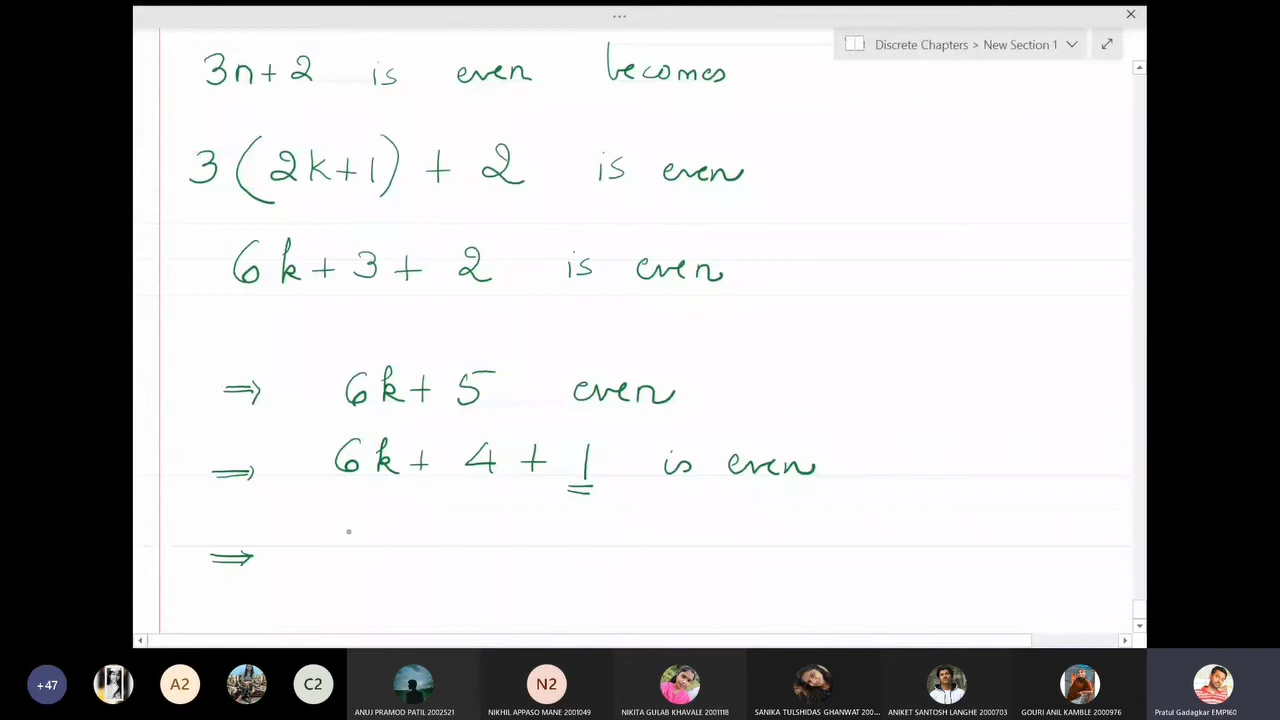 Discrete Chapters > New Section 1
3n+2 is even becomes
3(2k+1) + 2 is even
6k+3+ 2 is even
⇒ 6k+ 5 even
⇒ 6k+ 4 + 1 is even
⇒
+47
A2
C2
N2
ANUJ PRAMOD PATIL 2002521
NIKHIL APPASO MANE 2001049
NIKITA GULAB KHAVALE 2001118
SANIKA TULSHIDAS GHANWAT 200...
ANIKET SANTOSH LANGHE 2000703
GOURI ANIL KAMBLE 2000976
Pratul Gadagkar EMP160